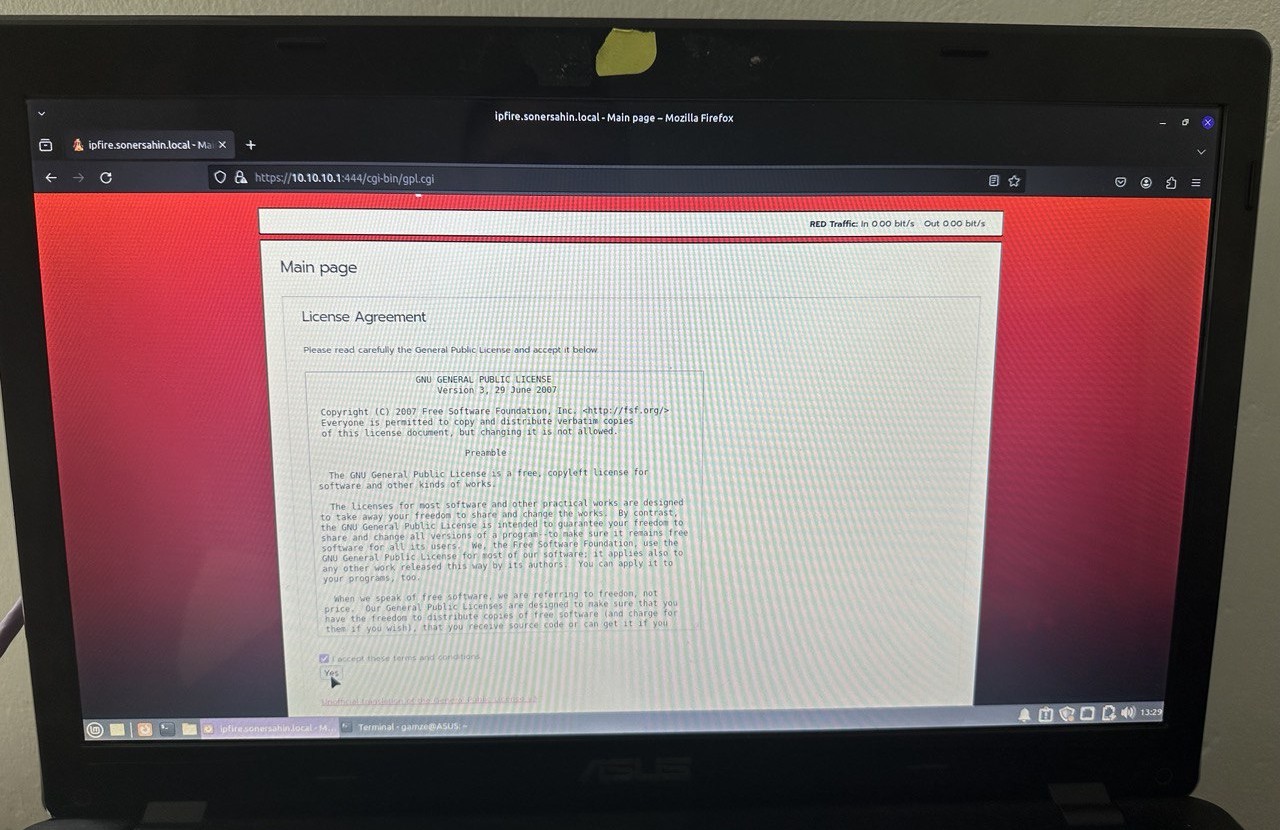 ipfire.sonersahin.local - Main page – Mozilla Firefox
ipfire.sonersahin.local - Mai
https://10.10.10.1:444/cgi-bin/gpl.cgi
RED Traffic: In 0.00 bit/s Out 0.00 bit/s
Main page
License Agreement
Please read carefully the General Public License and accept it below
GNU GENERAL PUBLIC LICENSE
Version 3, 29 June 2007
Copyright (C) 2007 Free Software Foundation, Inc. <http://fsf.org/>
Everyone is permitted to copy and distribute verbatim copies
of this license document, but changing it is not allowed.
Preamble
The GNU General Public License is a free, copyleft license for
software and other kinds of works.
The licenses for most software and other practical works are designed
to take away your freedom to share and change the works. By contrast,
the GNU General Public License is intended to guarantee your freedom to
share and change all versions of a program--to make sure it remains free
software for all its users. We, the Free Software Foundation, use the
GNU General Public License for most of our software; it applies also to
any other work released this way by its authors. You can apply it to
your programs, too.
When we speak of free software, we are referring to freedom, not
price. Our General Public Licenses are designed to make sure that you
have the freedom to distribute copies of free software (and charge for
them if you wish), that you receive source code or can get it if you
I accept these terms and conditions
Yes
Unofficial translation of the General Public License v3
ipfire.sonersahin.local - M...
Terminal - gamze@ASUS: ~
13:29
ASUS